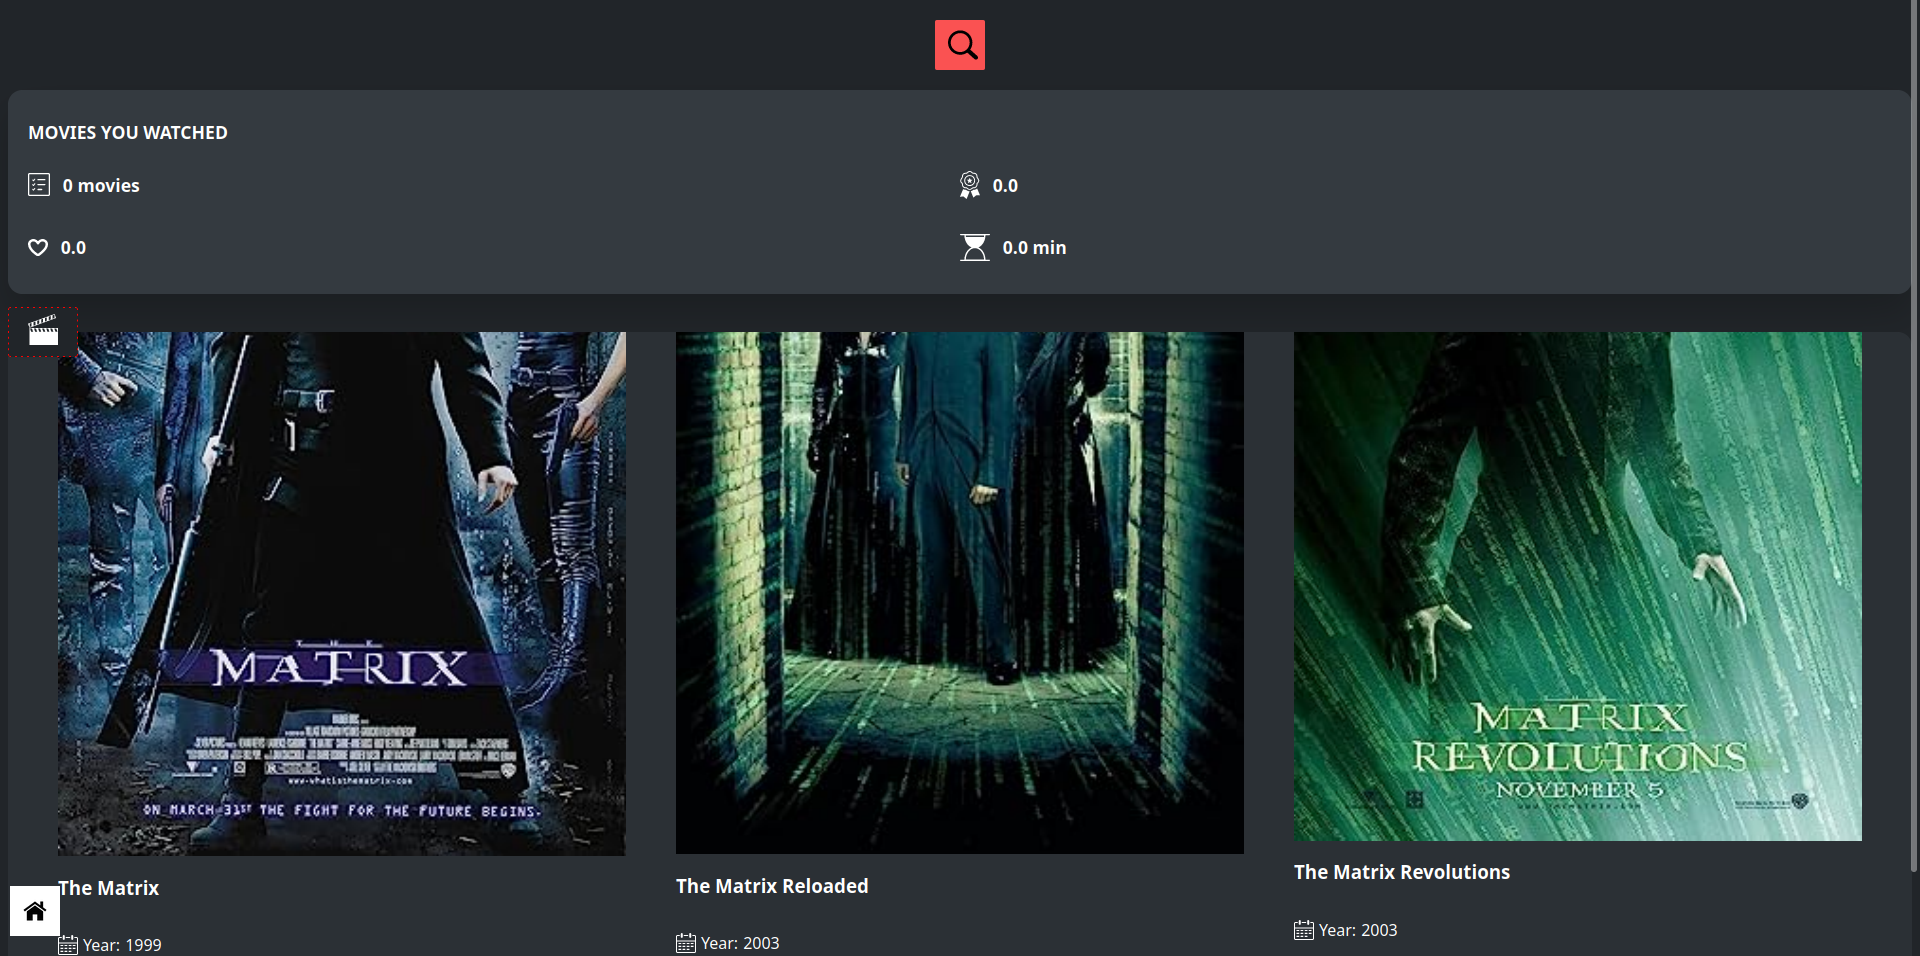 MOVIES YOU WATCHED
0 movies
0.0
0.0
0.0 min
THE
MATRIX
www.whatisthematrix.com
ON MARCH 31ST THE FIGHT FOR THE FUTURE BEGINS.
MATRIX
REVOLUTIONS
NOVEMBER 5
The Matrix
The Matrix Reloaded
The Matrix Revolutions
Year: 1999
Year: 2003
Year: 2003